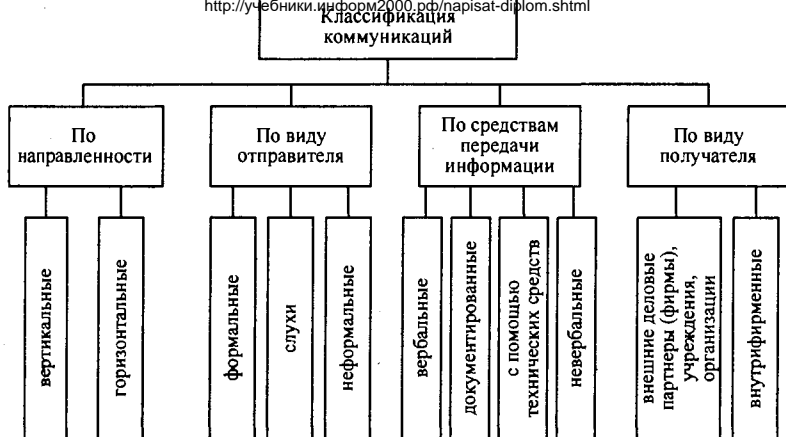 http://учебники.информ2000.рф/napisat-diplom.shtml
Классификация
коммуникаций
По
направленности
По виду
отправителя
По средствам
передачи
информации
По виду
получателя
вертикальные
горизонтальные
формальные
слухи
неформальные
вербальные
документированные
с помощью
технических средств
невербальные
внешние деловые
партнеры (фирмы),
учреждения,
организации
внутрифирменные